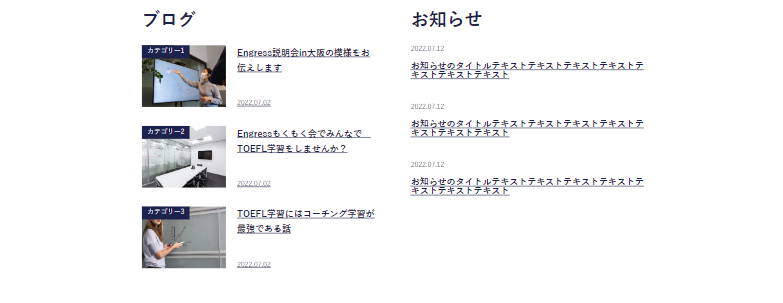 ブログ
カテゴリー1
Engress説明会in大阪の模様をお
伝えします
2022.07.02
カテゴリー2
Engressもくもく会でみんなで
TOEFL学習をしませんか？
2022.07.02
カテゴリー3
TOEFL学習にはコーチング学習が
最強である話
2022.07.02
お知らせ
2022.07.12
お知らせのタイトルテキストテキストテキストテキストテ
キストテキストテキスト
2022.07.12
お知らせのタイトルテキストテキストテキストテキストテ
キストテキストテキスト
2022.07.12
お知らせのタイトルテキストテキストテキストテキストテ
キストテキストテキスト